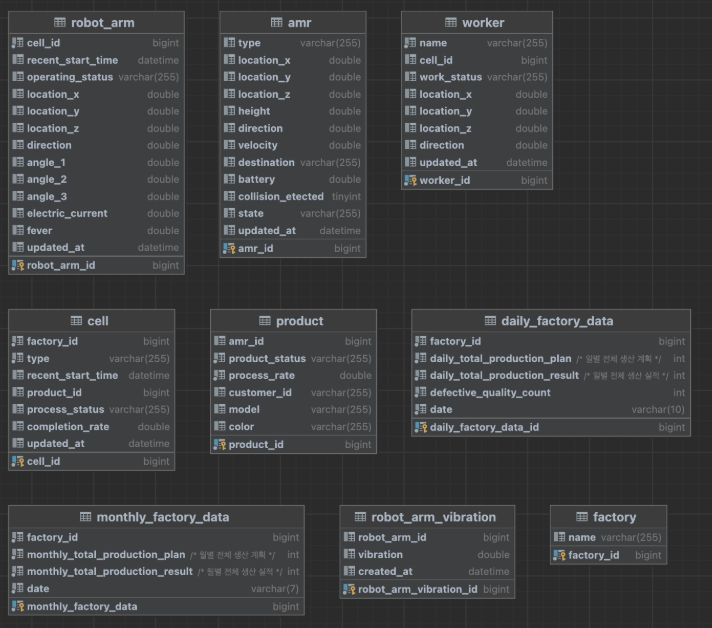 robot_arm
cell_id bigint
recent_start_time datetime
operating_status varchar(255)
location_x double
location_y double
location_z double
direction double
angle_1 double
angle_2 double
angle_3 double
electric_current double
fever double
updated_at datetime
robot_arm_id bigint
amr
type varchar(255)
location_x double
location_y double
location_z double
height double
direction double
velocity double
destination varchar(255)
battery double
collision_etected tinyint
state varchar(255)
updated_at datetime
amr_id bigint
worker
name varchar(255)
cell_id bigint
work_status varchar(255)
location_x double
location_y double
location_z double
direction double
updated_at datetime
worker_id bigint
cell
factory_id bigint
type varchar(255)
recent_start_time datetime
product_id bigint
process_status varchar(255)
completion_rate double
updated_at datetime
cell_id bigint
product
amr_id bigint
product_status varchar(255)
process_rate double
customer_id varchar(255)
model varchar(255)
color varchar(255)
product_id bigint
daily_factory_data
factory_id bigint
daily_total_production_plan /* 일별 전체 생산 계획 */ int
daily_total_production_result /* 일별 전체 생산 실적 */ int
defective_quality_count int
date varchar(10)
daily_factory_data_id bigint
monthly_factory_data
factory_id bigint
monthly_total_production_plan /* 월별 전체 생산 계획 */ int
monthly_total_production_result /* 월별 전체 생산 실적 */ int
date varchar(7)
monthly_factory_data bigint
robot_arm_vibration
robot_arm_id bigint
vibration double
created_at datetime
robot_arm_vibration_id bigint
factory
name varchar(255)
factory_id bigint